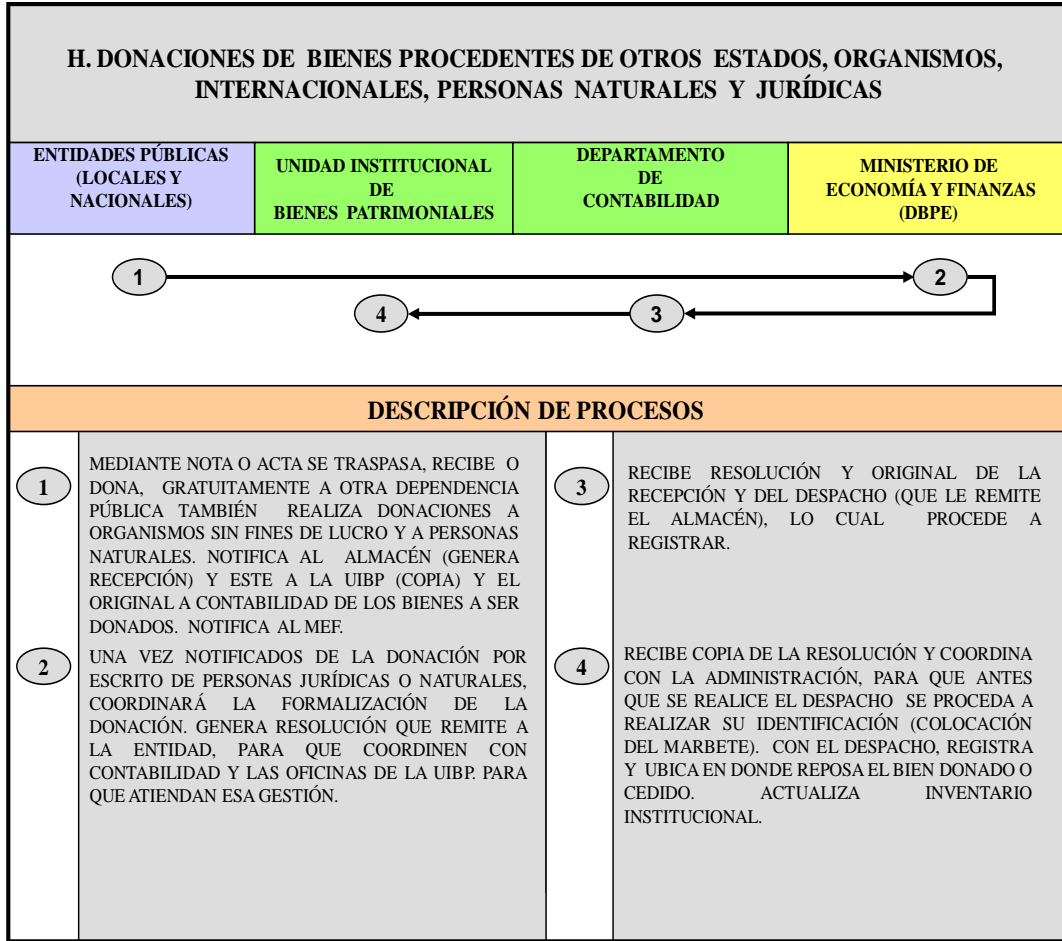 H. DONACIONES DE BIENES PROCEDENTES DE OTROS ESTADOS, ORGANISMOS,
INTERNACIONALES, PERSONAS NATURALES Y JURÍDICAS
ENTIDADES PÚBLICAS
(LOCALES Y
NACIONALES)
UNIDAD INSTITUCIONAL
DE
BIENES PATRIMONIALES
DEPARTAMENTO
DE
CONTABILIDAD
MINISTERIO DE
ECONOMÍA Y FINANZAS
(DBPE)
1
2
4
3
DESCRIPCIÓN DE PROCESOS
1
MEDIANTE NOTA O ACTA SE TRASPASA, RECIBE O
DONA, GRATUITAMENTE A OTRA DEPENDENCIA
PÚBLICA TAMBIÉN REALIZA DONACIONES A
ORGANISMOS SIN FINES DE LUCRO Y A PERSONAS
NATURALES. NOTIFICA AL ALMACÉN (GENERA
RECEPCIÓN) Y ESTE A LA UIBP (COPIA) Y EL
ORIGINAL A CONTABILIDAD DE LOS BIENES A SER
DONADOS. NOTIFICA AL MEF.
2
UNA VEZ NOTIFICADOS DE LA DONACIÓN POR
ESCRITO DE PERSONAS JURÍDICAS O NATURALES,
COORDINARÁ LA FORMALIZACIÓN DE LA
DONACIÓN. GENERA RESOLUCIÓN QUE REMITE A
LA ENTIDAD, PARA QUE COORDINEN CON
CONTABILIDAD Y LAS OFICINAS DE LA UIBP. PARA
QUE ATIENDAN ESA GESTIÓN.
3
RECIBE RESOLUCIÓN Y ORIGINAL DE LA
RECEPCIÓN Y DEL DESPACHO (QUE LE REMITE
EL ALMACÉN), LO CUAL PROCEDE A
REGISTRAR.
4
RECIBE COPIA DE LA RESOLUCIÓN Y COORDINA
CON LA ADMINISTRACIÓN, PARA QUE ANTES
QUE SE REALICE EL DESPACHO SE PROCEDA A
REALIZAR SU IDENTIFICACIÓN (COLOCACIÓN
DEL MARBETE). CON EL DESPACHO, REGISTRA
Y UBICA EN DONDE REPOSA EL BIEN DONADO O
CEDIDO. ACTUALIZA INVENTARIO
INSTITUCIONAL.